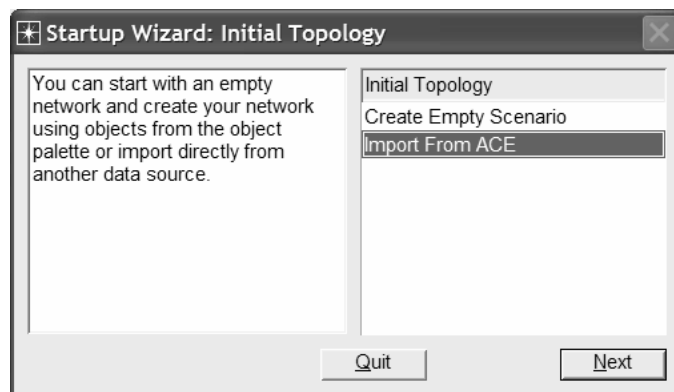 Startup Wizard: Initial Topology
You can start with an empty
network and create your network
using objects from the object
palette or import directly from
another data source.
Initial Topology
Create Empty Scenario
Import From ACE
Quit
Next